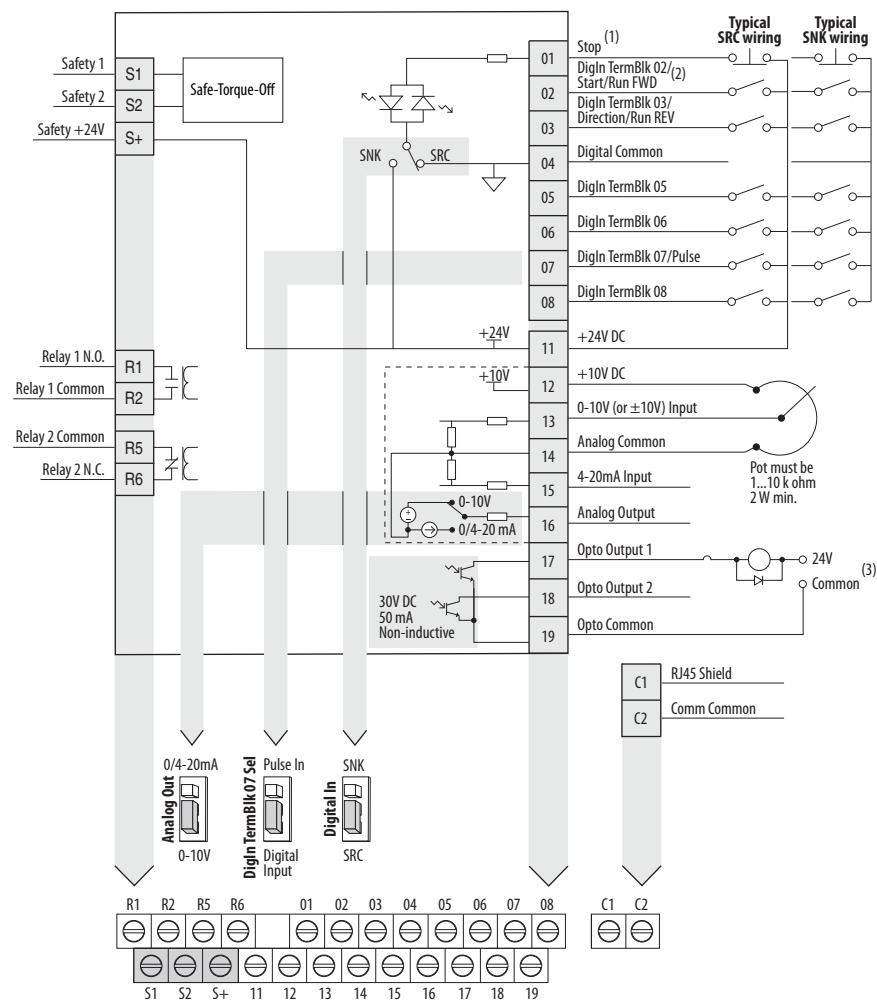 Typical
SRC wiring
Typical
SNK wiring
Safety 1
S1
Safety 2
S2
Safety +24V
S+
Safe-Torque-Off
SNK
SRC
01
Stop (1)
02
DigIn TermBlk 02/(2)
Start/Run FWD
03
DigIn TermBlk 03/
Direction/Run REV
04
Digital Common
05
DigIn TermBlk 05
06
DigIn TermBlk 06
07
DigIn TermBlk 07/Pulse
08
DigIn TermBlk 08
+24V
11
+24V DC
+10V
12
+10V DC
13
0-10V (or ±10V) Input
14
Analog Common
15
4-20mA Input
16
Analog Output
17
Opto Output 1
18
Opto Output 2
19
Opto Common
Pot must be
1...10 k ohm
2 W min.
24V
Common (3)
Relay 1 N.O.
R1
Relay 1 Common
R2
Relay 2 Common
R5
Relay 2 N.C.
R6
0-10V
0/4-20 mA
30V DC
50 mA
Non-inductive
C1
RJ45 Shield
C2
Comm Common
Analog Out
0/4-20mA
0-10V
DigIn TermBlk 07 Sel
Pulse In
Digital
Input
Digital In
SNK
SRC
R1 R2 R5 R6 01 02 03 04 05 06 07 08 C1 C2
S1 S2 S+ 11 12 13 14 15 16 17 18 19